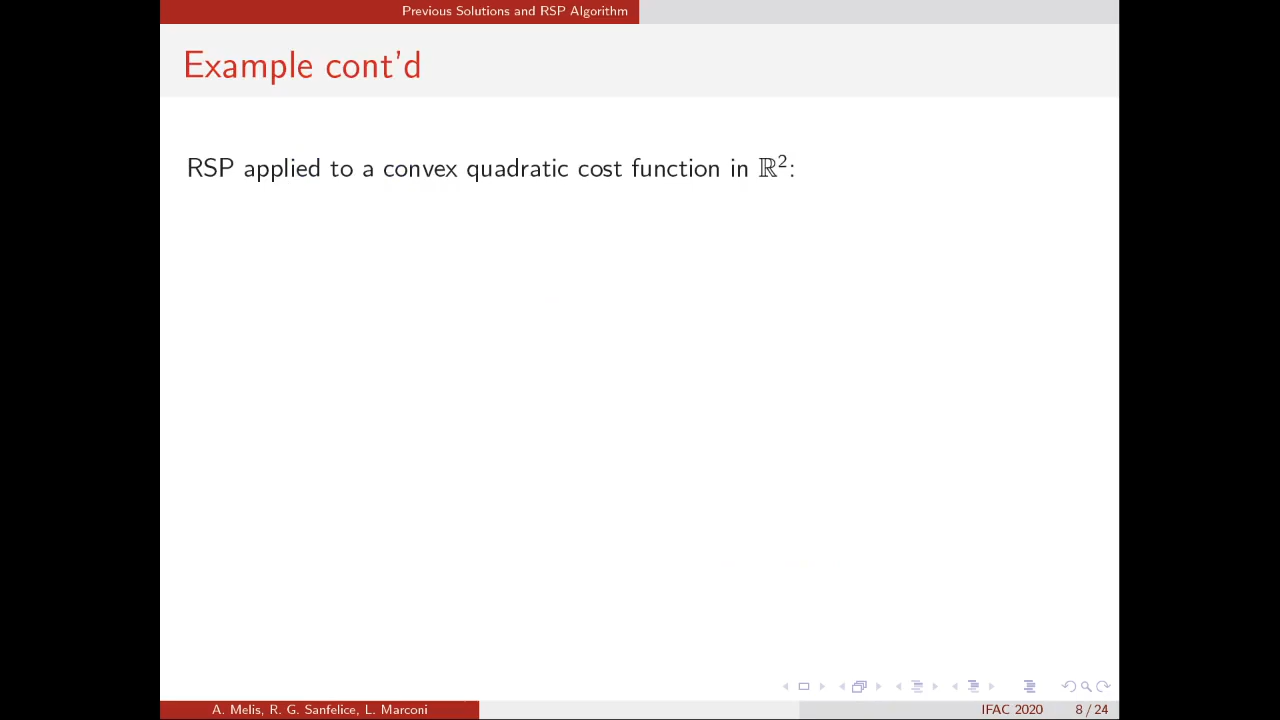 Previous Solutions and RSP Algorithm
Example cont'd
RSP applied to a convex quadratic cost function in ℝ²:
A. Melis, R. G. Sanfelice, L. Marconi
IFAC 2020
8 / 24